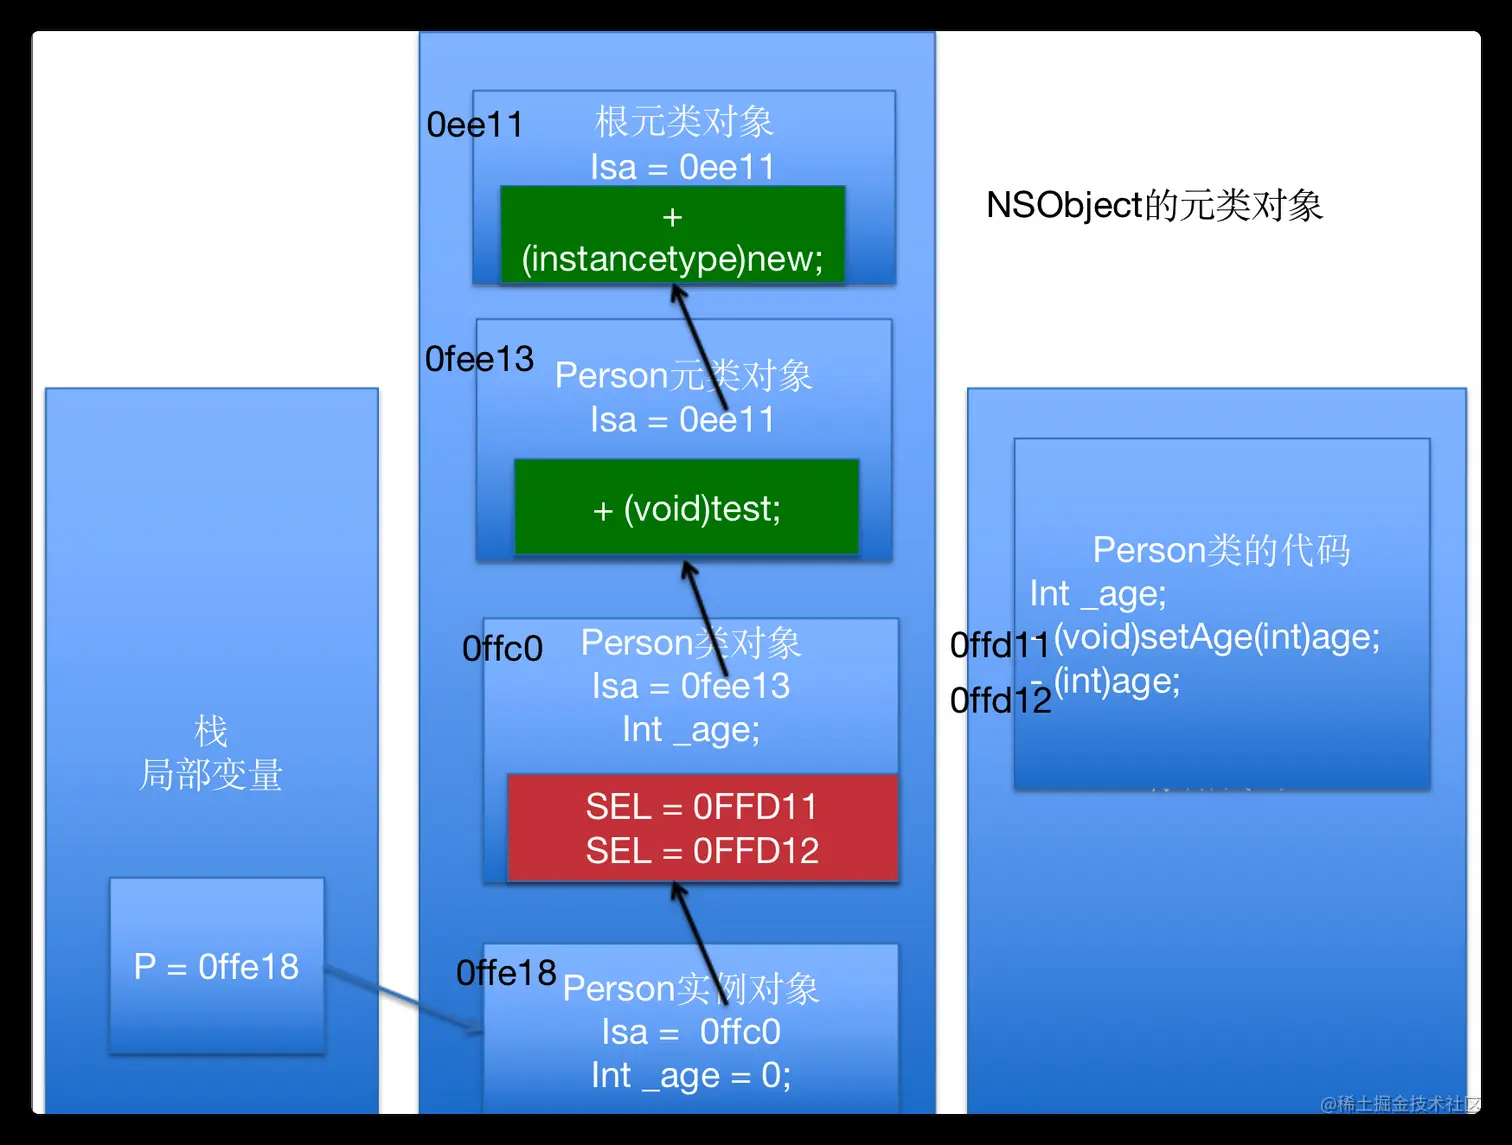 0ee11
根元类对象
Isa = 0ee11
+
(instancetype)new;
NSObject的元类对象
0fee13
Person元类对象
Isa = 0ee11
+ (void)test;
0ffc0
Person类对象
Isa = 0fee13
Int _age;
SEL = 0FFD11
SEL = 0FFD12
0ffe18
Person实例对象
Isa = 0ffc0
Int _age = 0;
栈
局部变量
P = 0ffe18
Person类的代码
Int _age;
0ffd11
- (void)setAge(int)age;
0ffd12
- (int)age;
@稀土掘金技术社区